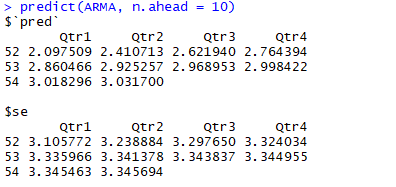 > predict(ARMA, n.ahead = 10)
$`pred`
Qtr1 Qtr2 Qtr3 Qtr4
52 2.097509 2.410713 2.621940 2.764394
53 2.860466 2.925257 2.968953 2.998422
54 3.018296 3.031700
$se
Qtr1 Qtr2 Qtr3 Qtr4
52 3.105772 3.238884 3.297650 3.324034
53 3.335966 3.341378 3.343837 3.344955
54 3.345463 3.345694